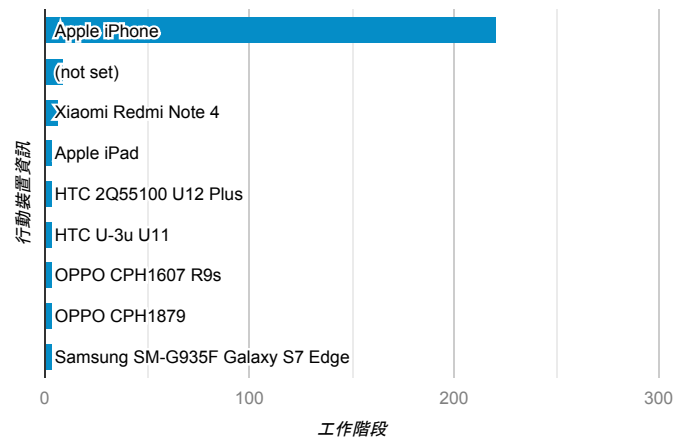 Apple iPhone
(not set)
Xiaomi Redmi Note 4
Apple iPad
HTC 2Q55100 U12 Plus
HTC U-3u U11
OPPO CPH1607 R9s
OPPO CPH1879
Samsung SM-G935F Galaxy S7 Edge
行動裝置資訊
0 100 200 300
工作階段